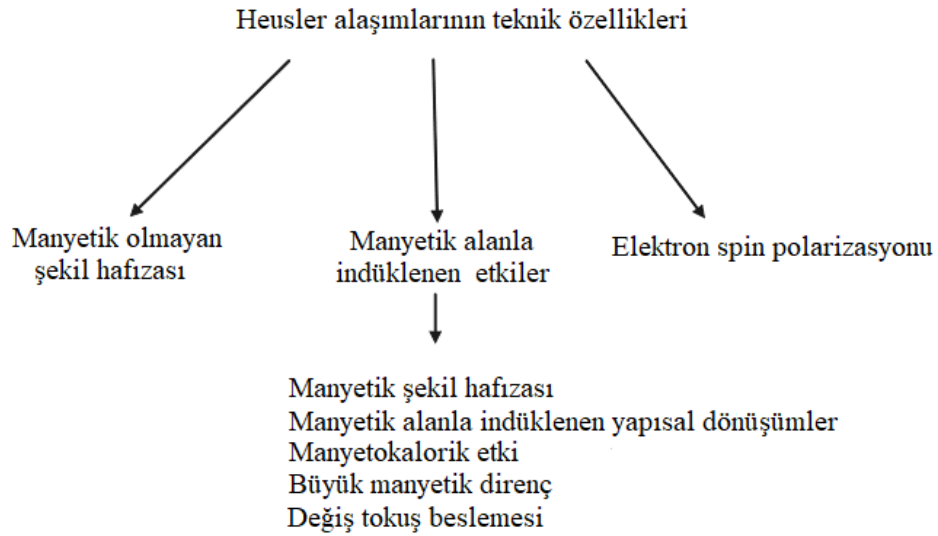 Heusler alaşımlarının teknik özellikleri
Manyetik olmayan
şekil hafızası
Manyetik alanla
indüklenen etkiler
Elektron spin polarizasyonu
Manyetik şekil hafızası
Manyetik alanla indüklenen yapısal dönüşümler
Manyetokalorik etki
Büyük manyetik direnç
Değiş tokuş beslemesi